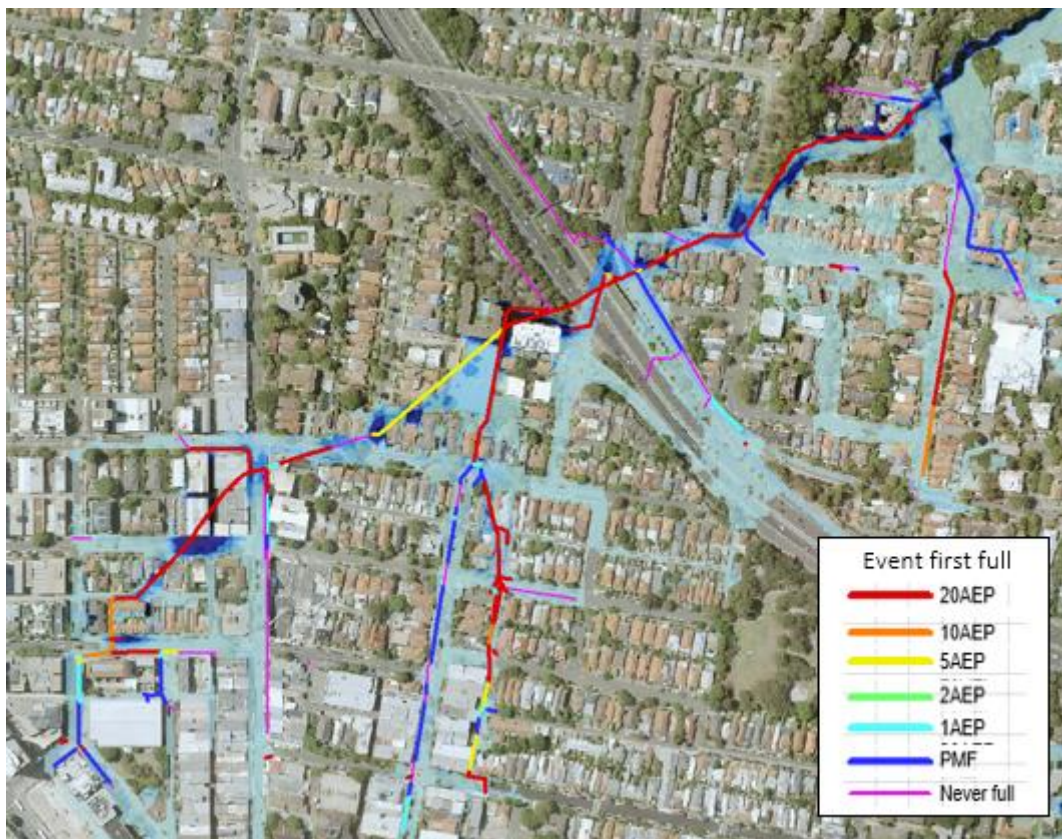 Event first full
20AEP
10AEP
5AEP
2AEP
1AEP
PMF
Never full